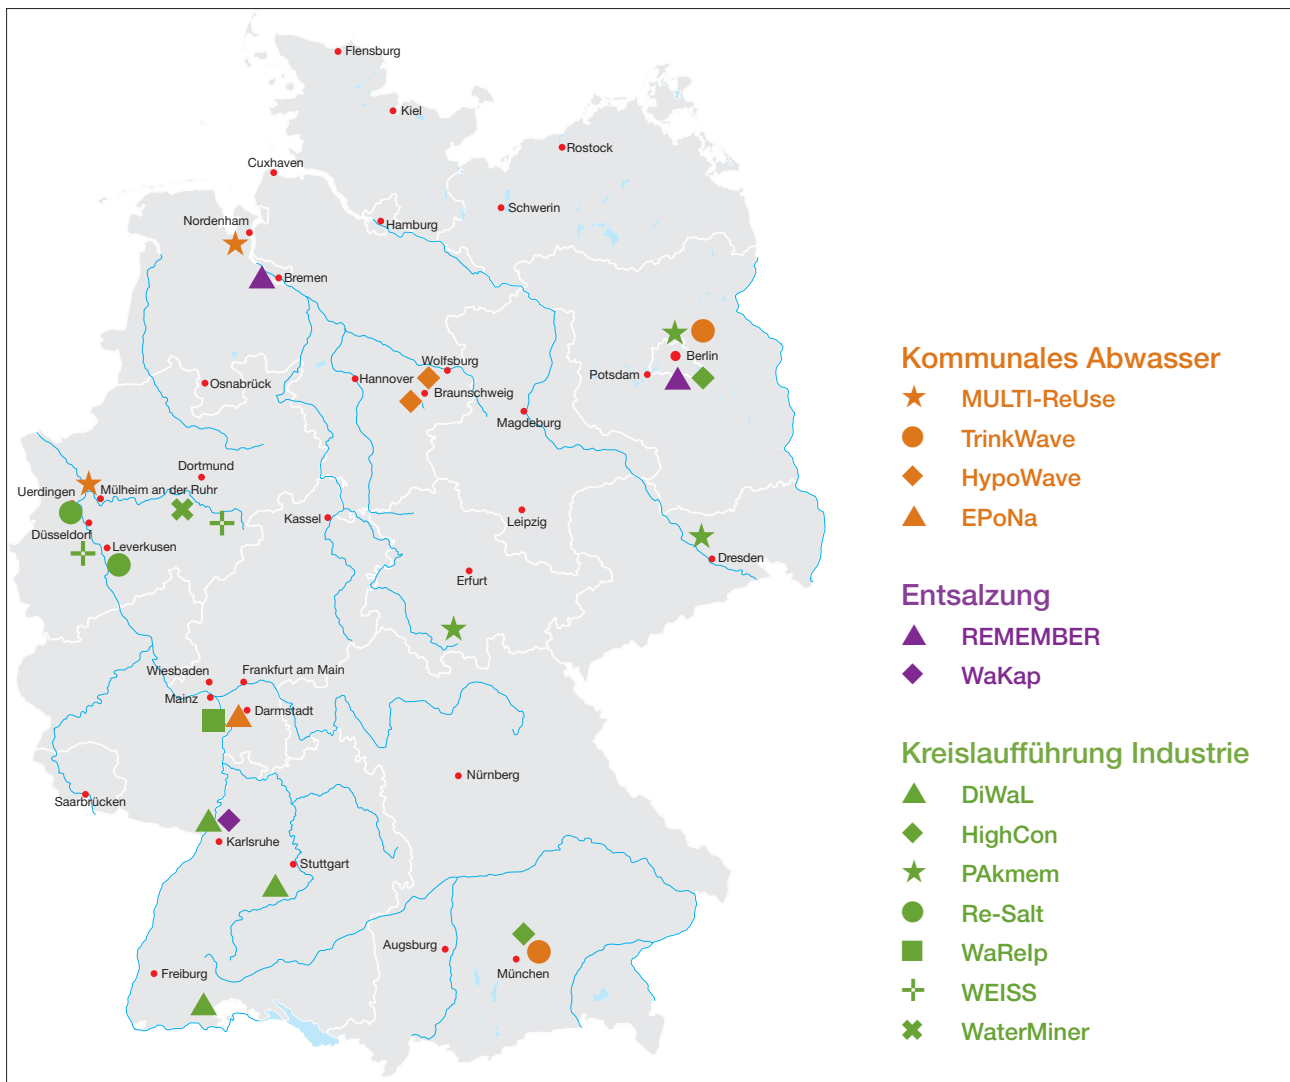 Flensburg
Kiel
Rostock
Cuxhaven
Schwerin
Nordenham
Hamburg
Bremen
Berlin
Wolfsburg
Potsdam
Hannover
Osnabrück
Braunschweig
Magdeburg
Dortmund
Uerdingen
Mülheim an der Ruhr
Kassel
Leipzig
Düsseldorf
Leverkusen
Dresden
Erfurt
Wiesbaden
Frankfurt am Main
Mainz
Darmstadt
Nürnberg
Saarbrücken
Karlsruhe
Stuttgart
Augsburg
Freiburg
München
Kommunales Abwasser
MULTI-ReUse
TrinkWave
HypoWave
EPoNa
Entsalzung
REMEMBER
WaKap
Kreislaufführung Industrie
DiWaL
HighCon
PAkmem
Re-Salt
WaReIp
WEISS
WaterMiner